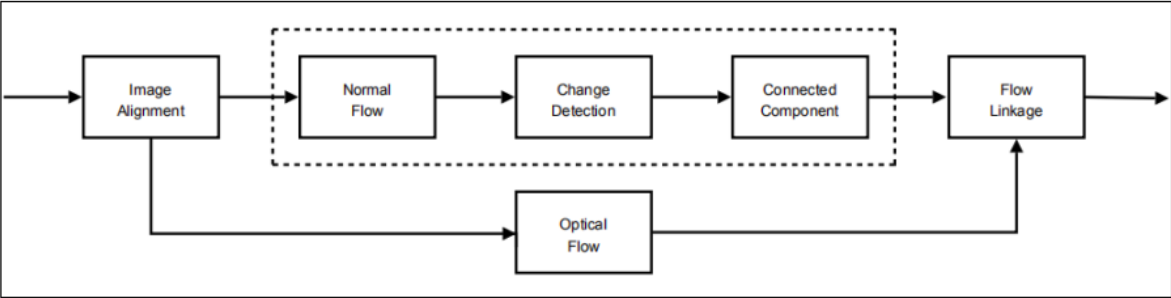 Image
Alignment
Normal
Flow
Change
Detection
Connected
Component
Flow
Linkage
Optical
Flow